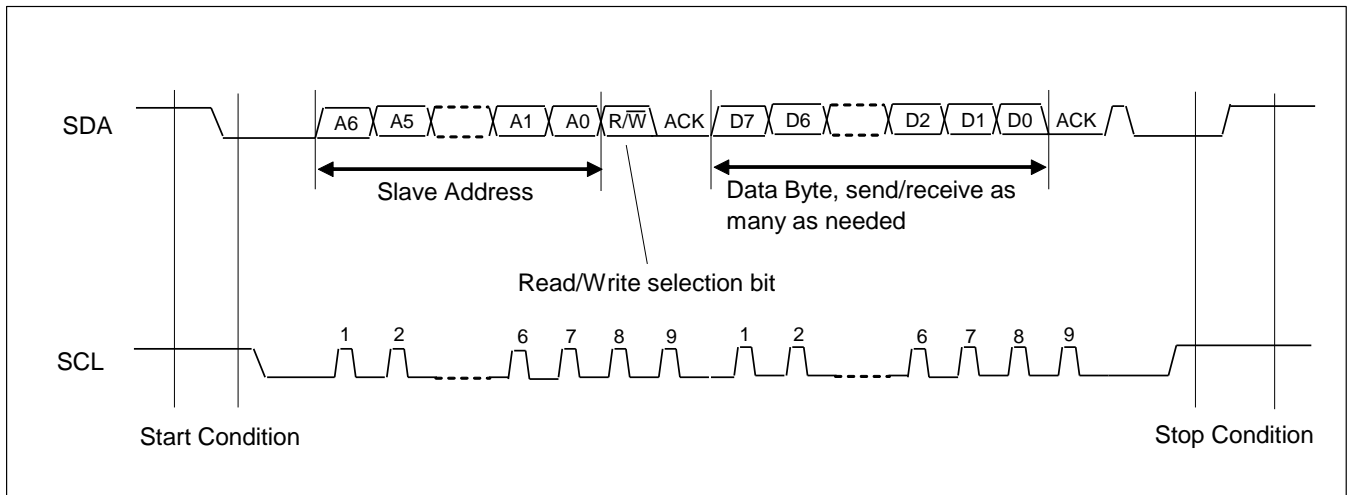 SDA
A6 A5 A1 A0 R/W̅ ACK D7 D6 D2 D1 D0 ACK
Slave Address
Data Byte, send/receive as
many as needed
Read/Write selection bit
1 2 6 7 8 9 1 2 6 7 8 9
SCL
Start Condition
Stop Condition